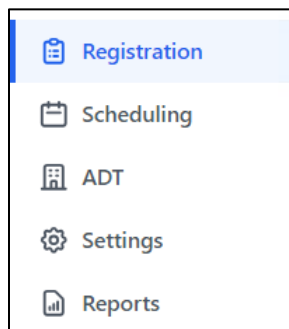 Registration
Scheduling
ADT
Settings
Reports